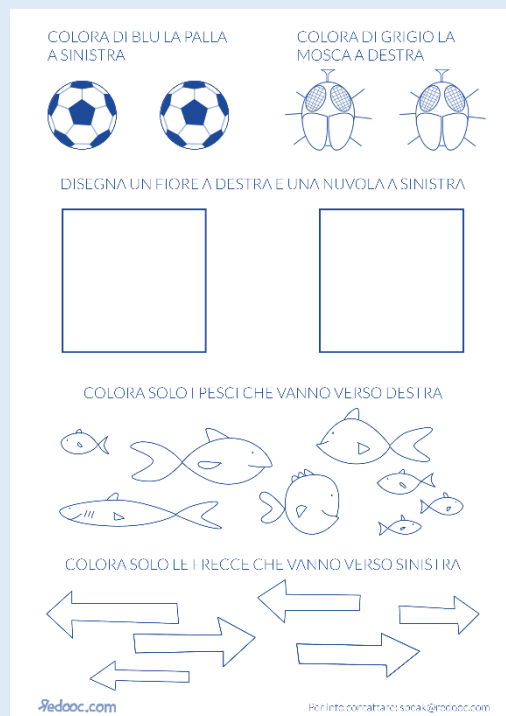 COLORA DI BLU LA PALLA
A SINISTRA
COLORA DI GRIGIO LA
MOSCA A DESTRA
DISEGNA UN FIORE A DESTRA E UNA NUVOLA A SINISTRA
COLORA SOLO I PESCI CHE VANNO VERSO DESTRA
COLORA SOLO LE FRECCE CHE VANNO VERSO SINISTRA
Redooc.com
Per info contattare: speak@redooc.com